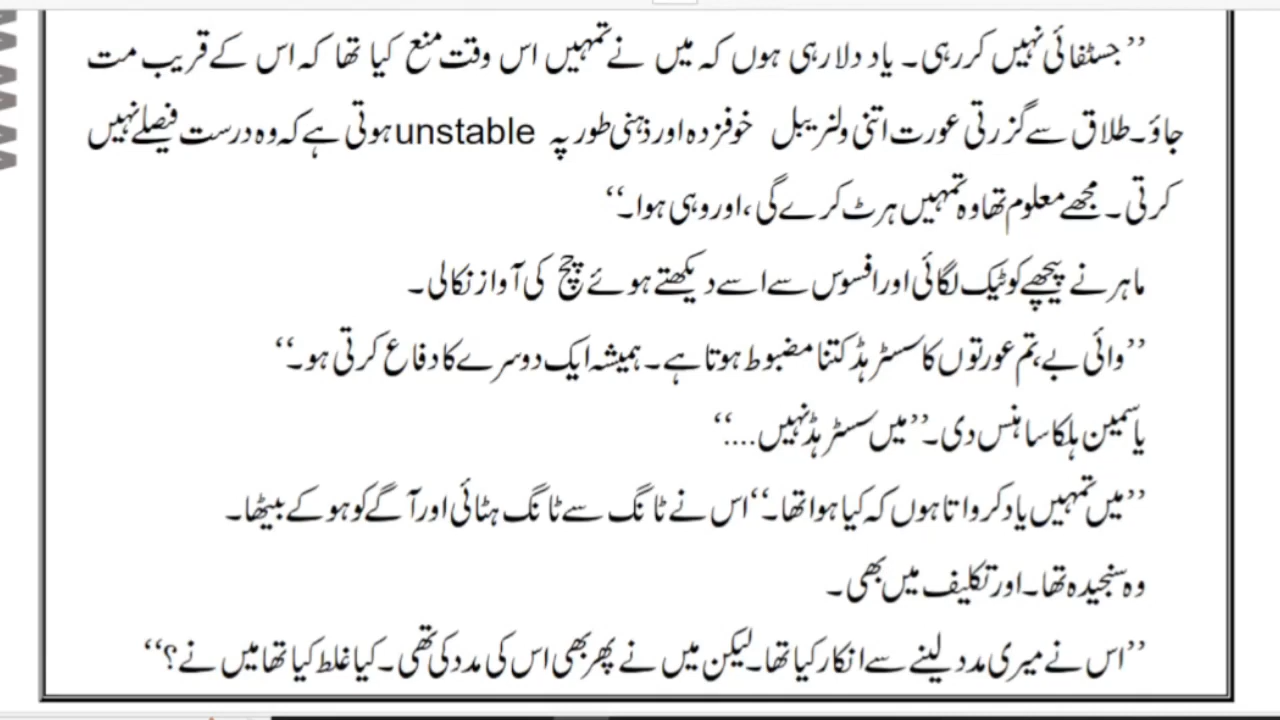 ’’جسٹفائی نہیں کر رہی۔ یاد دلا رہی ہوں کہ میں نے تمہیں اس وقت منع کیا تھا کہ اس کے قریب مت
جاؤ۔ طلاق سے گزرتی عورت اتنی ولنریبل خوفزدہ اور ذہنی طور پہ unstable ہوتی ہے کہ وہ درست فیصلے نہیں
کرتی۔ مجھے معلوم تھا وہ تمہیں ہرٹ کرے گی، اور وہی ہوا۔‘‘
ماہر نے پیچھے کو ٹیک لگائی اور افسوس سے اسے دیکھتے ہوئے چچ کی آواز نکالی۔
’’وائی بے، تم عورتوں کا سسٹر ہڈ کتنا مضبوط ہوتا ہے۔ ہمیشہ ایک دوسرے کا دفاع کرتی ہو۔‘‘
یاسمین ہلکا سا ہنس دی۔ ’’میں سسٹر ہڈ نہیں....‘‘
’’میں تمہیں یاد کرواتا ہوں کہ کیا ہوا تھا۔‘‘ اس نے ٹانگ سے ٹانگ ہٹائی اور آگے کو ہو کے بیٹھا۔
وہ سنجیدہ تھا۔ اور تکلیف میں بھی۔
’’اس نے میری مدد لینے سے انکار کیا تھا۔ لیکن میں نے پھر بھی اس کی مدد کی تھی۔ کیا غلط کیا تھا میں نے؟‘‘